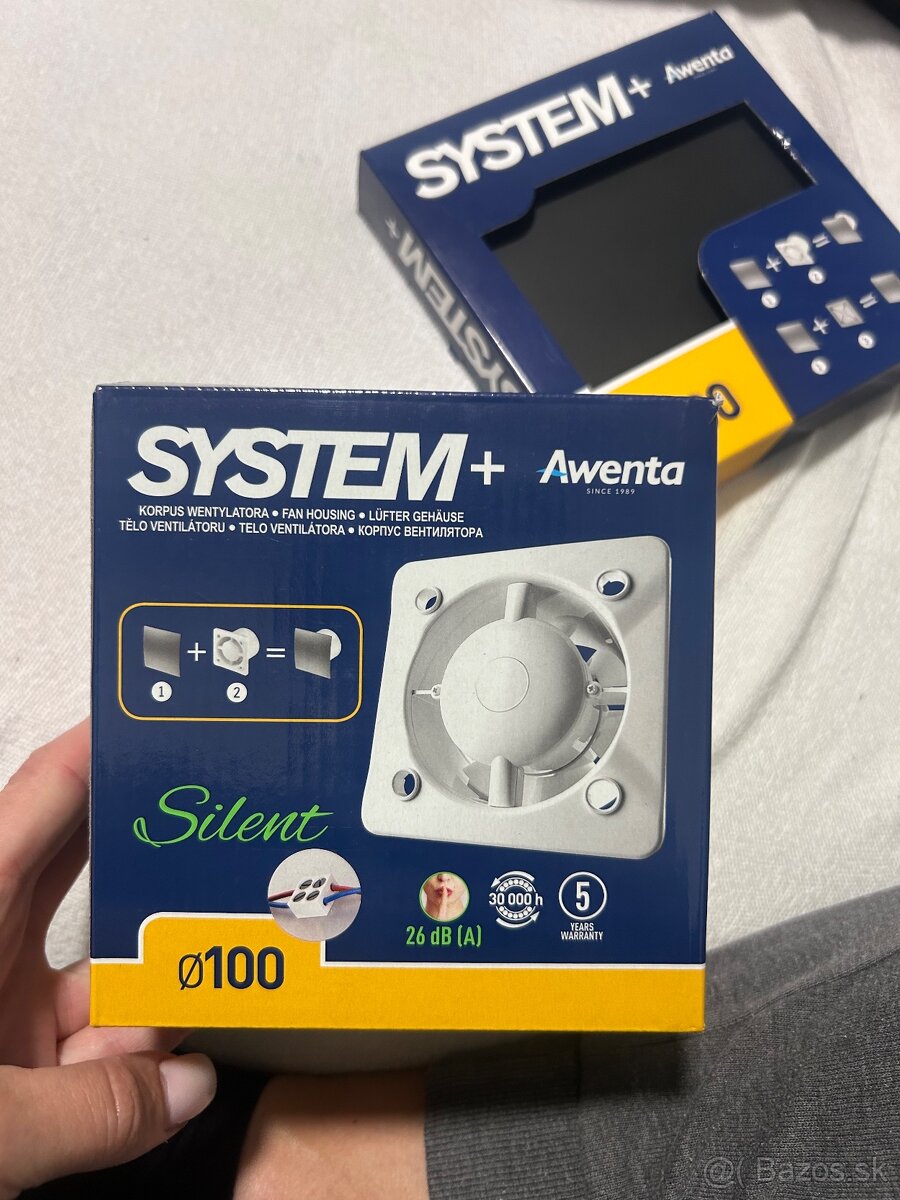 SYSTEM+ Awenta
SYSTEM+
SYSTEM+ Awenta
SINCE 1989
KORPUS WENTYLATORA • FAN HOUSING • LÜFTER GEHÄUSE
TĚLO VENTILÁTORU • TELO VENTILÁTORA • КОРПУС ВЕНТИЛЯТОРА
+ =
1 2
Silent
26 dB (A)
30 000 h
5
YEARS
WARRANTY
ø100
@( Bazos.sk